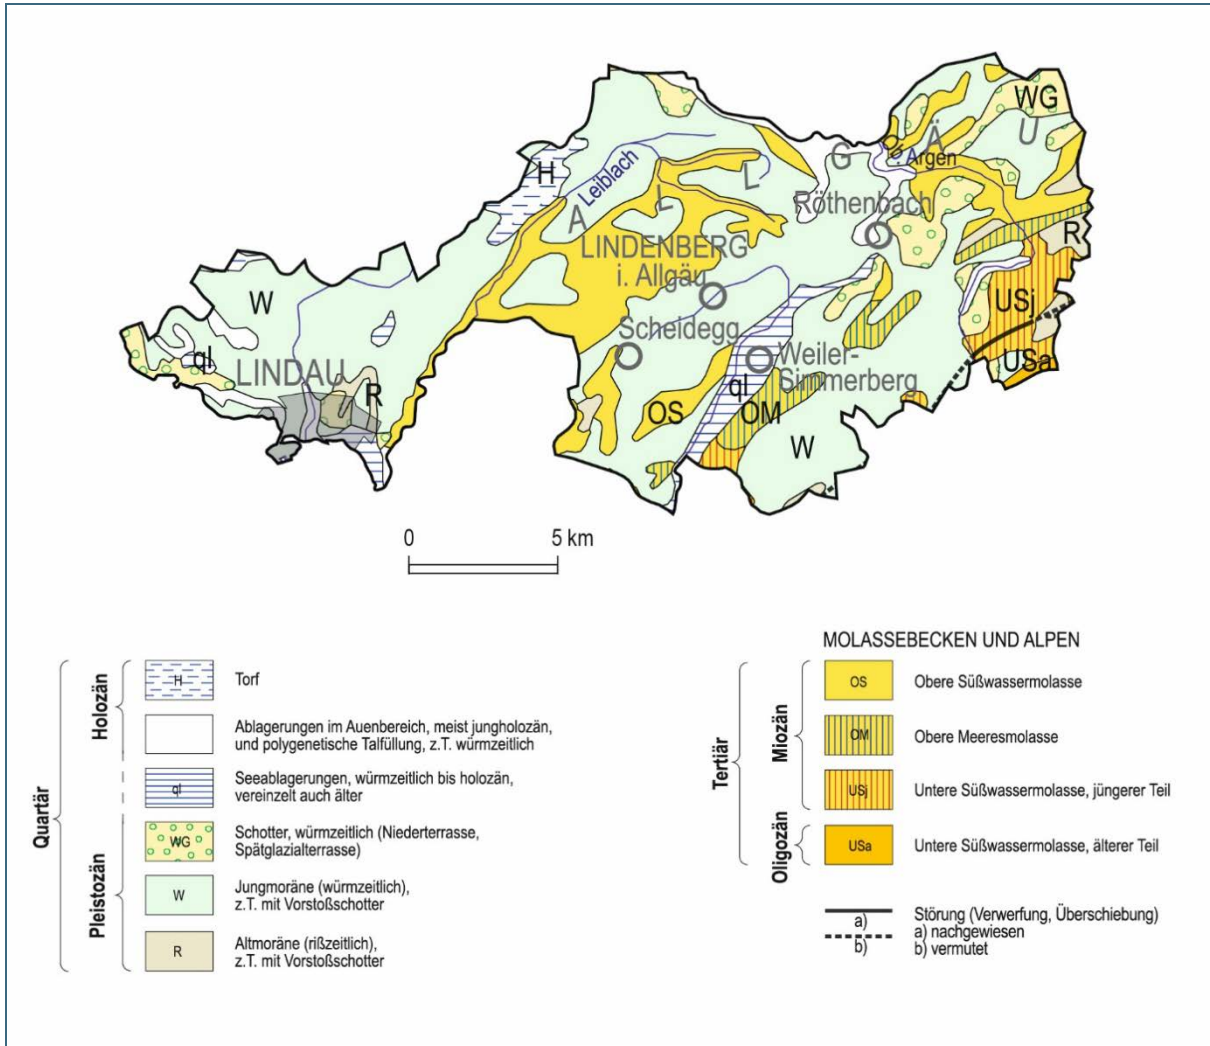 WG
Ä
U
Ob. Argen
G
H
Leiblach
L
A
L
Röthenbach
R
LINDENBERG
i. Allgäu
W
USj
Scheidegg
Weiler-
Simmerberg
USa
ql
LINDAU
R
ql
OS
OM
W
0 5 km
Quartär
Holozän
H Torf
Ablagerungen im Auenbereich, meist jungholozän,
und polygenetische Talfüllung, z.T. würmzeitlich
ql Seeablagerungen, würmzeitlich bis holozän,
vereinzelt auch älter
Pleistozän
WG Schotter, würmzeitlich (Niederterrasse,
Spätglazialterrasse)
W Jungmoräne (würmzeitlich),
z.T. mit Vorstoßschotter
R Altmoräne (rißzeitlich),
z.T. mit Vorstoßschotter
MOLASSEBECKEN UND ALPEN
Tertiär
Miozän
OS Obere Süßwassermolasse
OM Obere Meeresmolasse
USj Untere Süßwassermolasse, jüngerer Teil
Oligozän
USa Untere Süßwassermolasse, älterer Teil
Störung (Verwerfung, Überschiebung)
a) a) nachgewiesen
b) b) vermutet